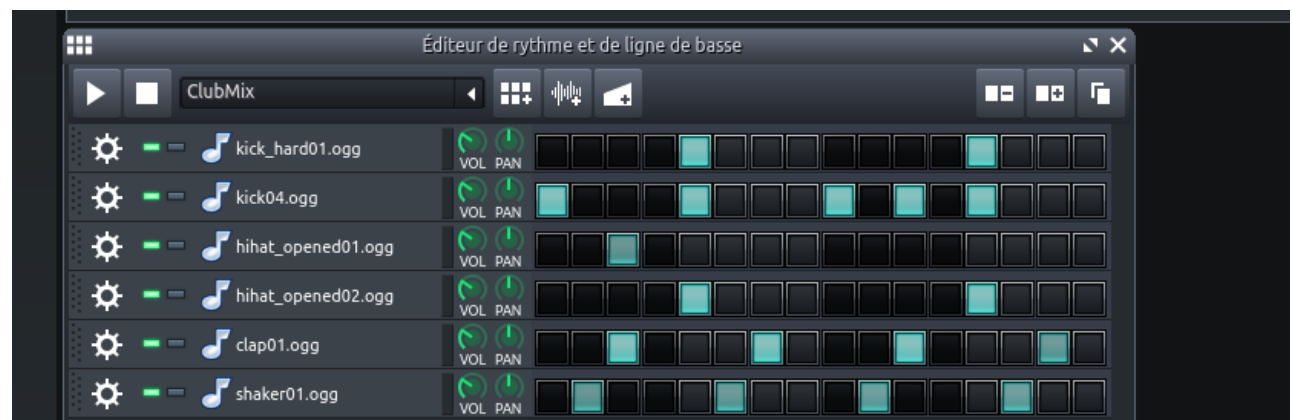 Éditeur de rythme et de ligne de basse
ClubMix
kick_hard01.ogg
VOL PAN
kick04.ogg
VOL PAN
hihat_opened01.ogg
VOL PAN
hihat_opened02.ogg
VOL PAN
clap01.ogg
VOL PAN
shaker01.ogg
VOL PAN